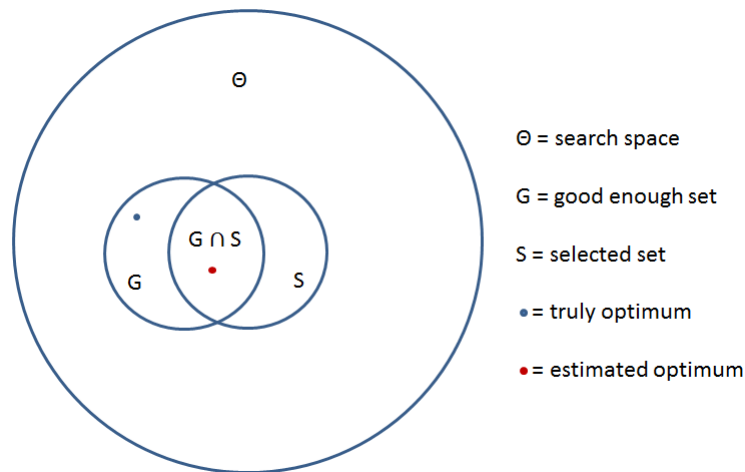 Θ
G ∩ S
G
S
Θ = search space
G = good enough set
S = selected set
= truly optimum
= estimated optimum